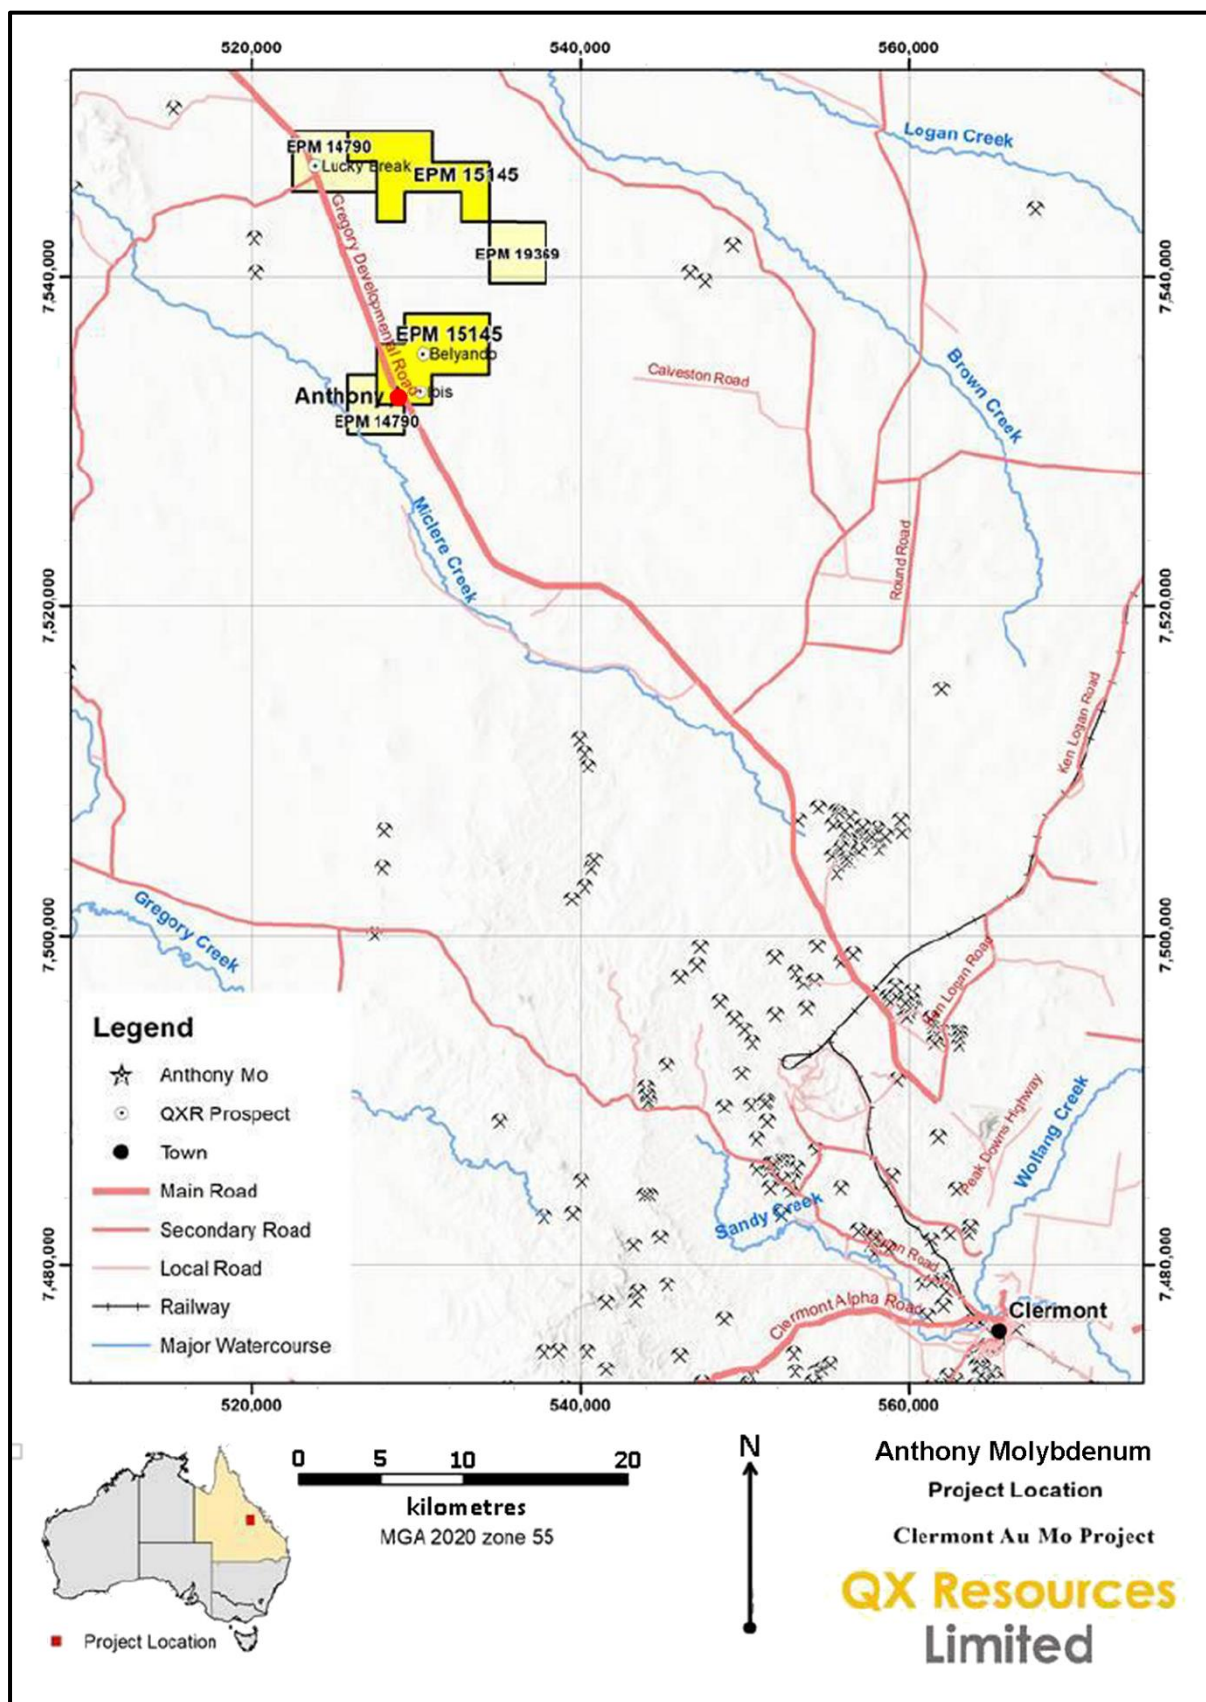 520,000
540,000
560,000
Logan Creek
EPM 14790
Lucky Break
EPM 15145
Gregory Developmental Road
EPM 19369
7,540,000
7,540,000
EPM 15145
Belyando
Anthony
Ibis
EPM 14790
Calveston Road
Brown Creek
Miclere Creek
Round Road
7,520,000
7,520,000
Ken Logan Road
Gregory Creek
7,500,000
7,500,000
Ken Logan Road
Legend
Anthony Mo
QXR Prospect
Town
Main Road
Secondary Road
Local Road
Railway
Major Watercourse
Peak Downs Highway
Wolfang Creek
Sandy Creek
Road
7,480,000
7,480,000
Clermont Alpha Road
Clermont
520,000
540,000
560,000
0 5 10 20
kilometres
MGA 2020 zone 55
N
Project Location
Anthony Molybdenum
Project Location
Clermont Au Mo Project
QX Resources
Limited